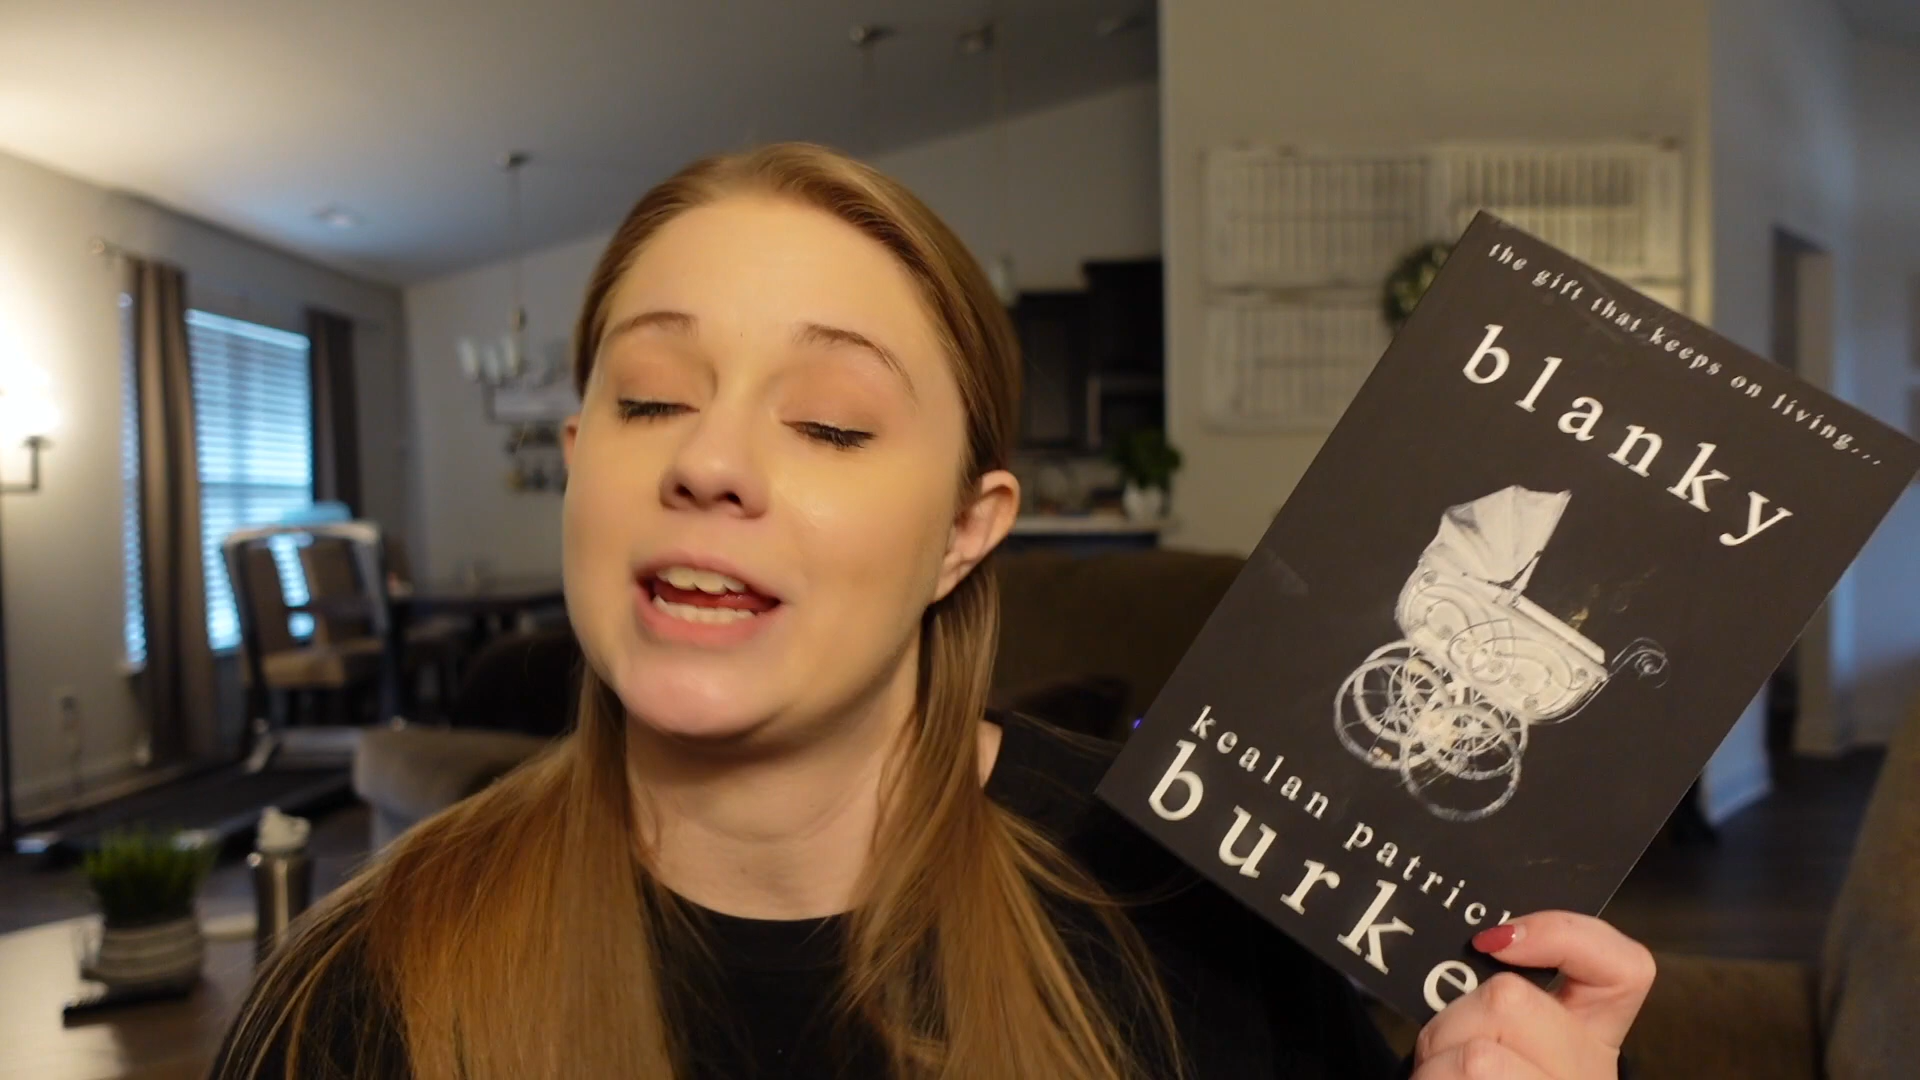 the gift that keeps on living...
blanky
kealan patrick
burke